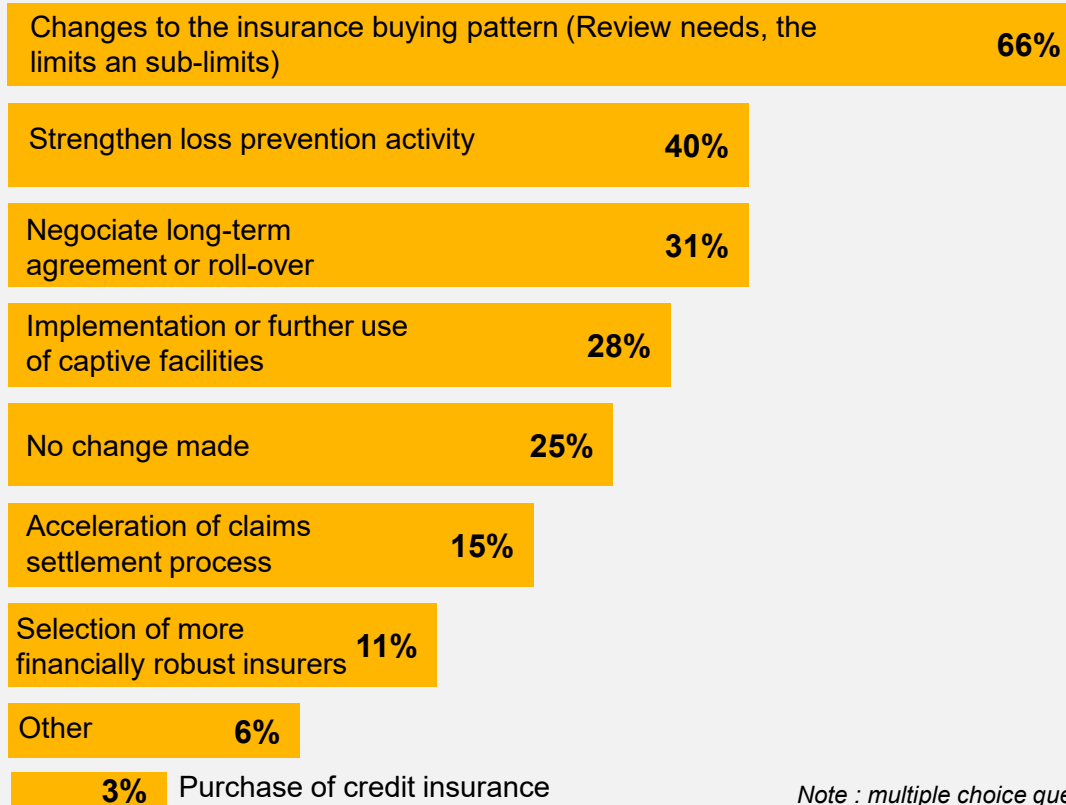 Changes to the insurance buying pattern (Review needs, the
limits an sub-limits)
66%
Strengthen loss prevention activity
40%
Negociate long-term
agreement or roll-over
31%
Implementation or further use
of captive facilities
28%
No change made
25%
Acceleration of claims
settlement process
15%
Selection of more
financially robust insurers
11%
Other
6%
3%
Purchase of credit insurance
Note : multiple choice que